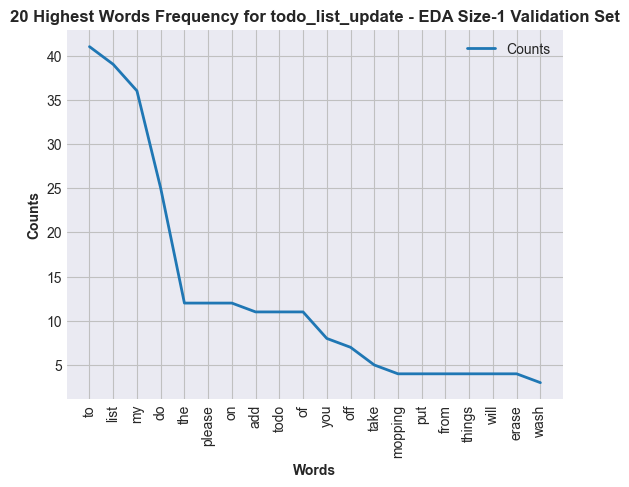 20 Highest Words Frequency for todo_list_update - EDA Size-1 Validation Set
Counts
40
35
30
25
20
15
10
5
Counts
to
list
my
do
the
please
on
add
todo
of
you
off
take
mopping
put
from
things
will
erase
wash
Words